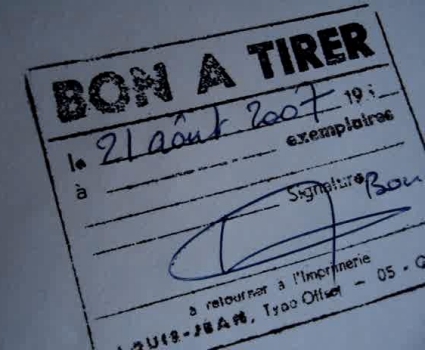 BON A TIRER
le 21 août 2007 19
à exemplaires
Signature Bon
à retourner à l'Imprimerie
LOUIS-JEAN, Typo Offset - 05 - G